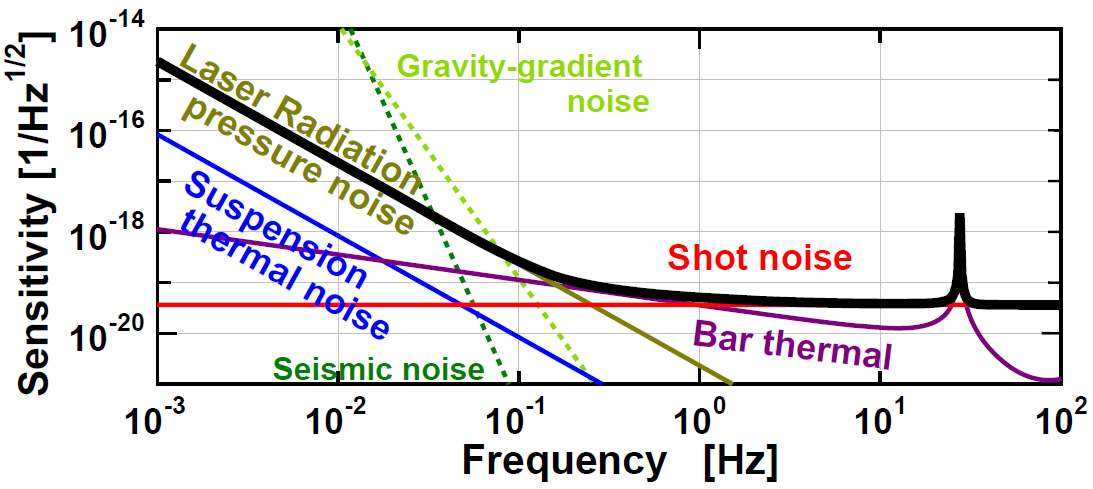 Sensitivity [1/Hz^1/2]
10^-14
10^-16
10^-18
10^-20
Laser Radiation
pressure noise
Gravity-gradient
noise
Suspension
thermal noise
Shot noise
Bar thermal
Seismic noise
10^-3 10^-2 10^-1 10^0 10^1 10^2
Frequency [Hz]